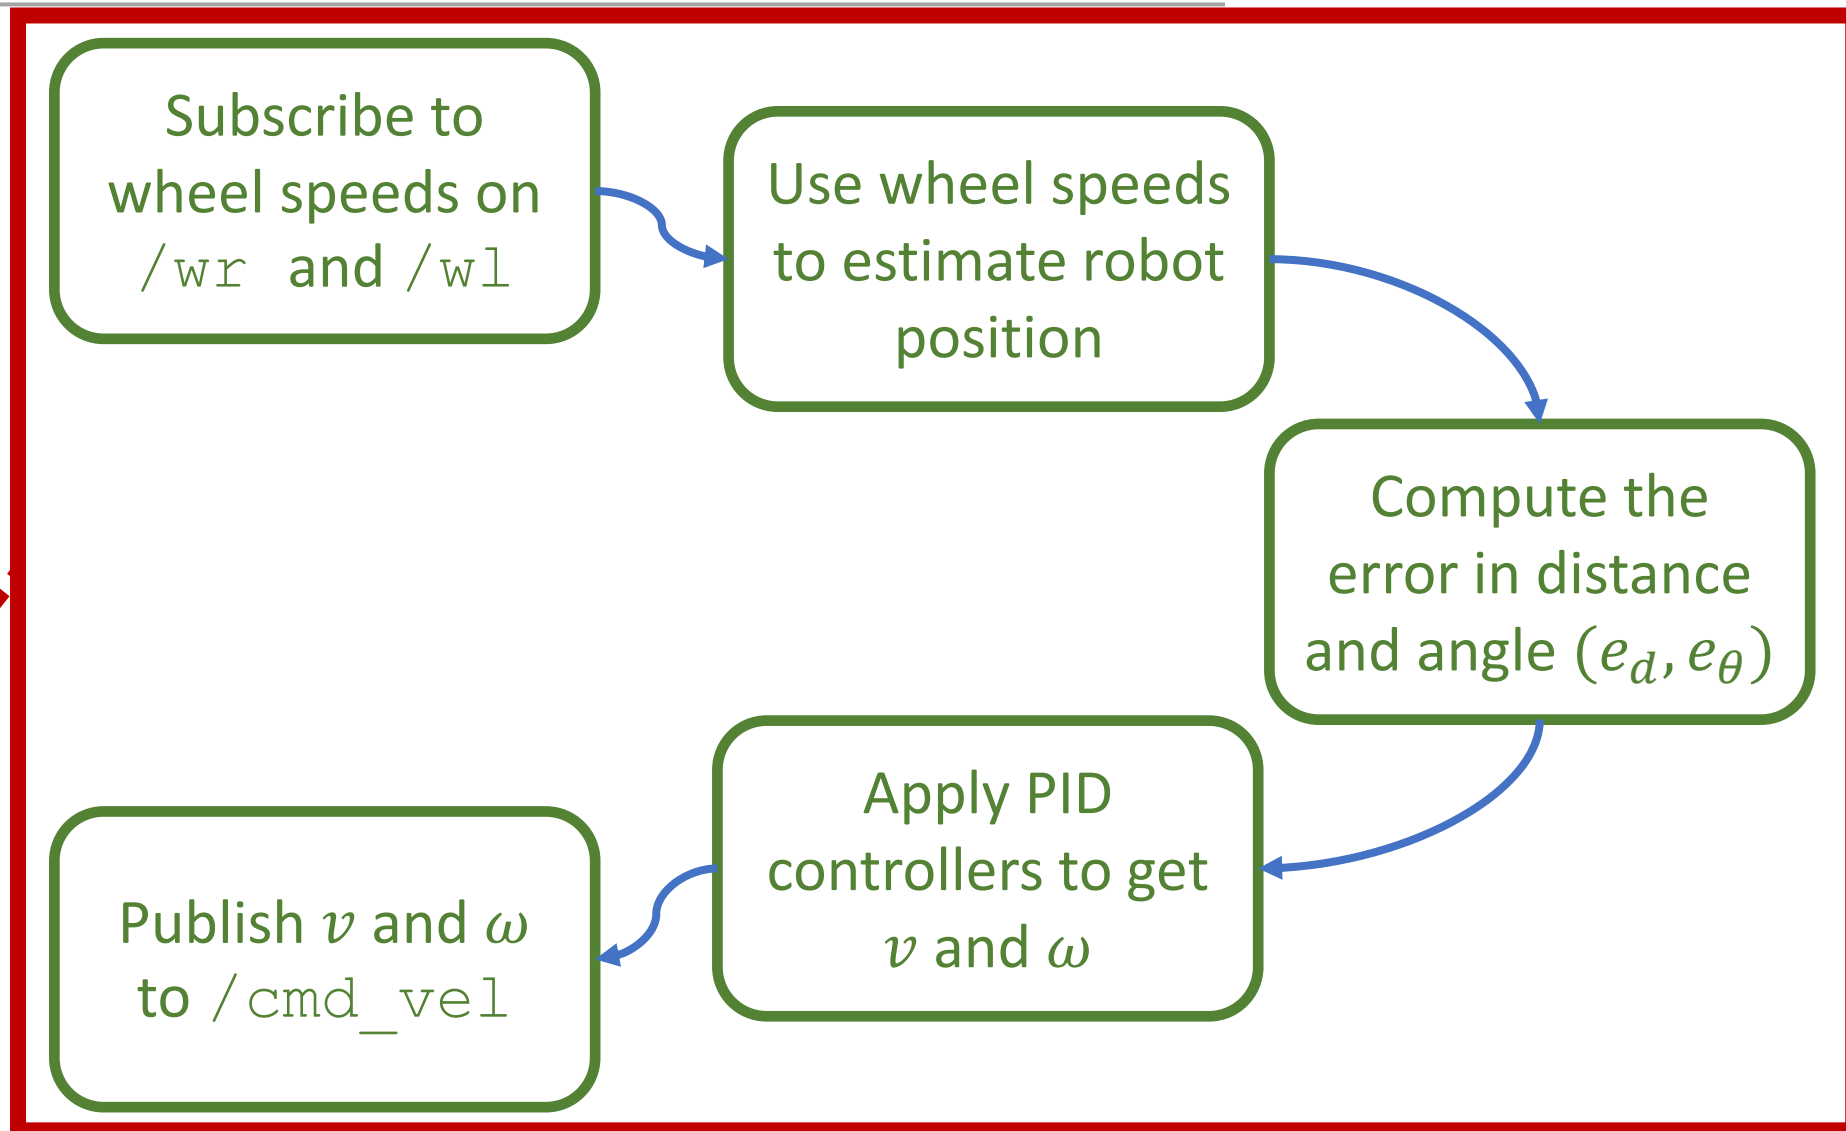 Subscribe to
wheel speeds on
/wr and /wl
Use wheel speeds
to estimate robot
position
Compute the
error in distance
and angle (e_d, e_θ)
Apply PID
controllers to get
v and ω
Publish v and ω
to /cmd_vel